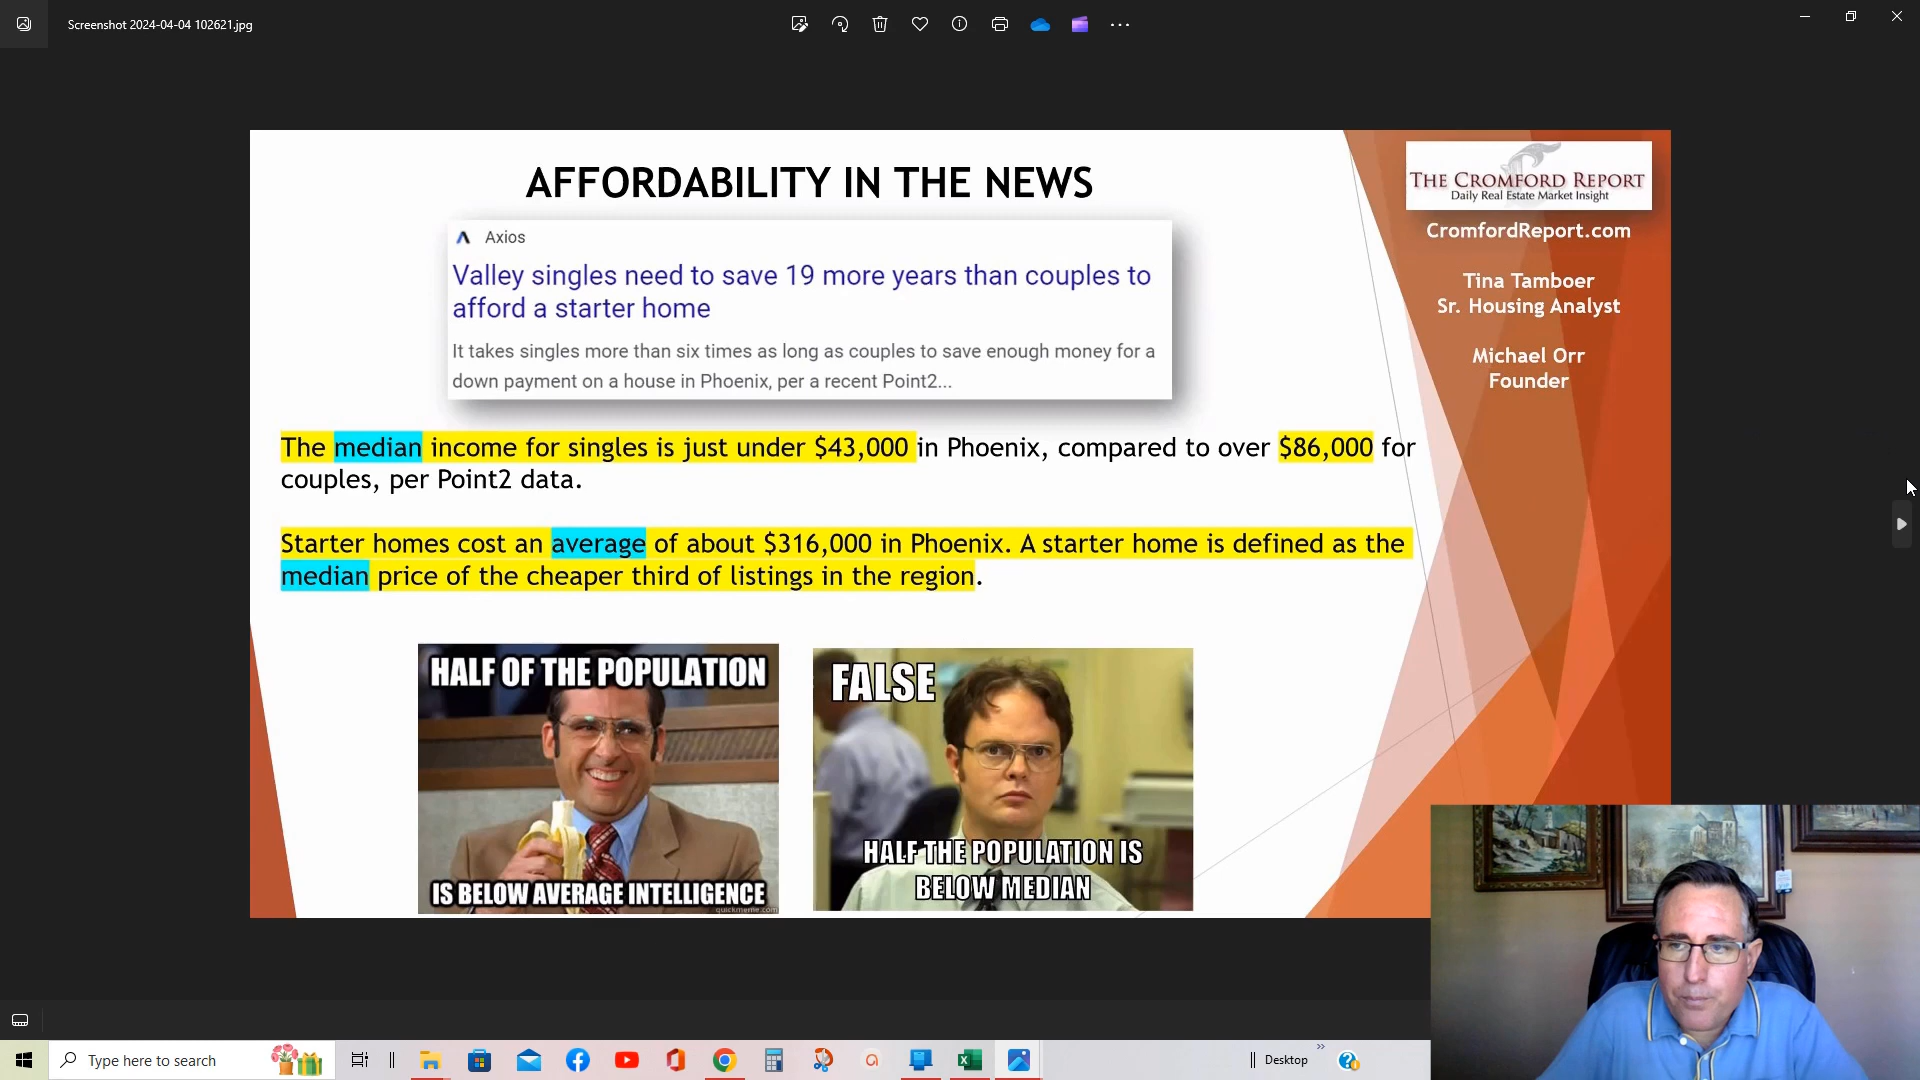 Screenshot 2024-04-04 102621.jpg
AFFORDABILITY IN THE NEWS
Axios
Valley singles need to save 19 more years than couples to
afford a starter home
It takes singles more than six times as long as couples to save enough money for a
down payment on a house in Phoenix, per a recent Point2...
The median income for singles is just under $43,000 in Phoenix, compared to over $86,000 for
couples, per Point2 data.
Starter homes cost an average of about $316,000 in Phoenix. A starter home is defined as the
median price of the cheaper third of listings in the region.
HALF OF THE POPULATION
IS BELOW AVERAGE INTELLIGENCE
quickmeme.com
FALSE
HALF THE POPULATION IS
BELOW MEDIAN
THE CROMFORD REPORT
Daily Real Estate Market Insight
CromfordReport.com
Tina Tamboer
Sr. Housing Analyst
Michael Orr
Founder
Type here to search
Desktop